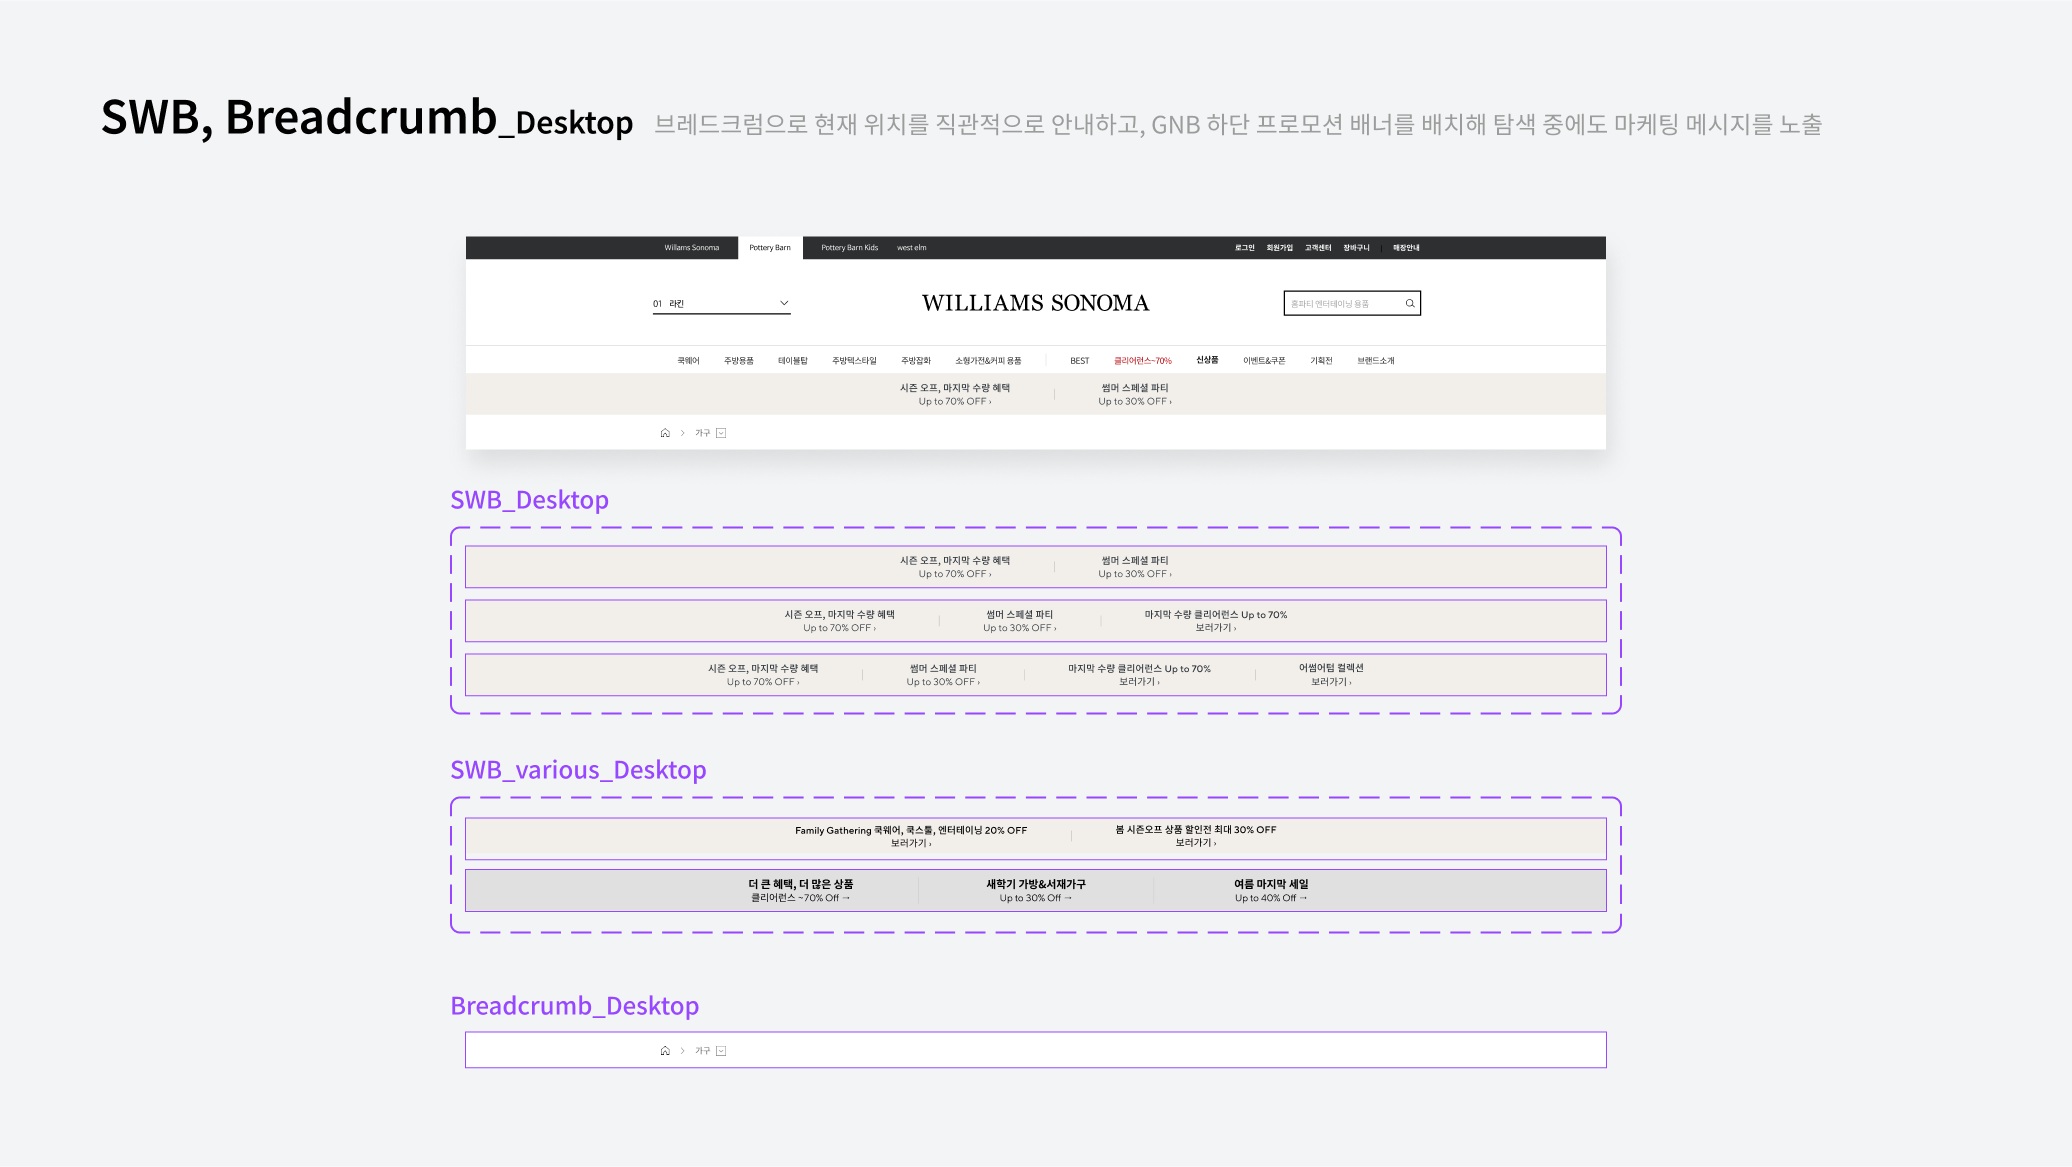 SWB, Breadcrumb_Desktop 브레드크럼으로 현재 위치를 직관적으로 안내하고, GNB 하단 프로모션 배너를 배치해 탐색 중에도 마케팅 메시지를 노출
Willams Sonoma Pottery Barn Pottery Barn Kids west elm 로그인 회원가입 고객센터 장바구니 매장안내
01 라킨 WILLIAMS SONOMA 홈파티 엔터테이닝 용품
쿡웨어 주방용품 테이블탑 주방텍스타일 주방잡화 소형가전&커피 용품 BEST 클리어런스~70% 신상품 이벤트&쿠폰 기획전 브랜드소개
시즌 오프, 마지막 수량 혜택 썸머 스페셜 파티
Up to 70% OFF › Up to 30% OFF ›
가구
SWB_Desktop
시즌 오프, 마지막 수량 혜택 썸머 스페셜 파티
Up to 70% OFF › Up to 30% OFF ›
시즌 오프, 마지막 수량 혜택 썸머 스페셜 파티 마지막 수량 클리어런스 Up to 70%
Up to 70% OFF › Up to 30% OFF › 보러가기 ›
시즌 오프, 마지막 수량 혜택 썸머 스페셜 파티 마지막 수량 클리어런스 Up to 70% 어썸어텀 컬렉션
Up to 70% OFF › Up to 30% OFF › 보러가기 › 보러가기 ›
SWB_various_Desktop
Family Gathering 쿡웨어, 쿡스툴, 엔터테이닝 20% OFF 봄 시즌오프 상품 할인전 최대 30% OFF
보러가기 › 보러가기 ›
더 큰 혜택, 더 많은 상품 새학기 가방&서재가구 여름 마지막 세일
클리어런스 ~70% Off → Up to 30% Off → Up to 40% Off →
Breadcrumb_Desktop
가구